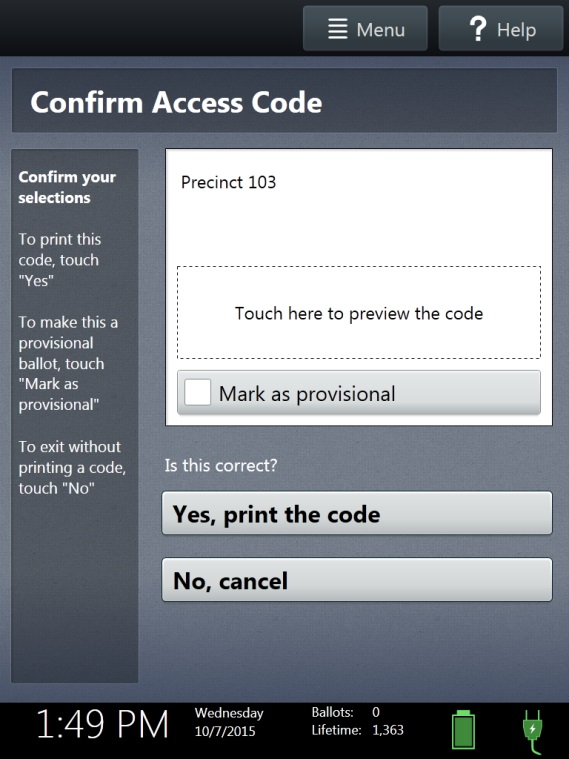 Menu
? Help
Confirm Access Code
Confirm your
selections
To print this
code, touch
"Yes"
To make this a
provisional
ballot, touch
"Mark as
provisional"
To exit without
printing a code,
touch "No"
Precinct 103
Touch here to preview the code
Mark as provisional
Is this correct?
Yes, print the code
No, cancel
1:49 PM
Wednesday
10/7/2015
Ballots: 0
Lifetime: 1,363